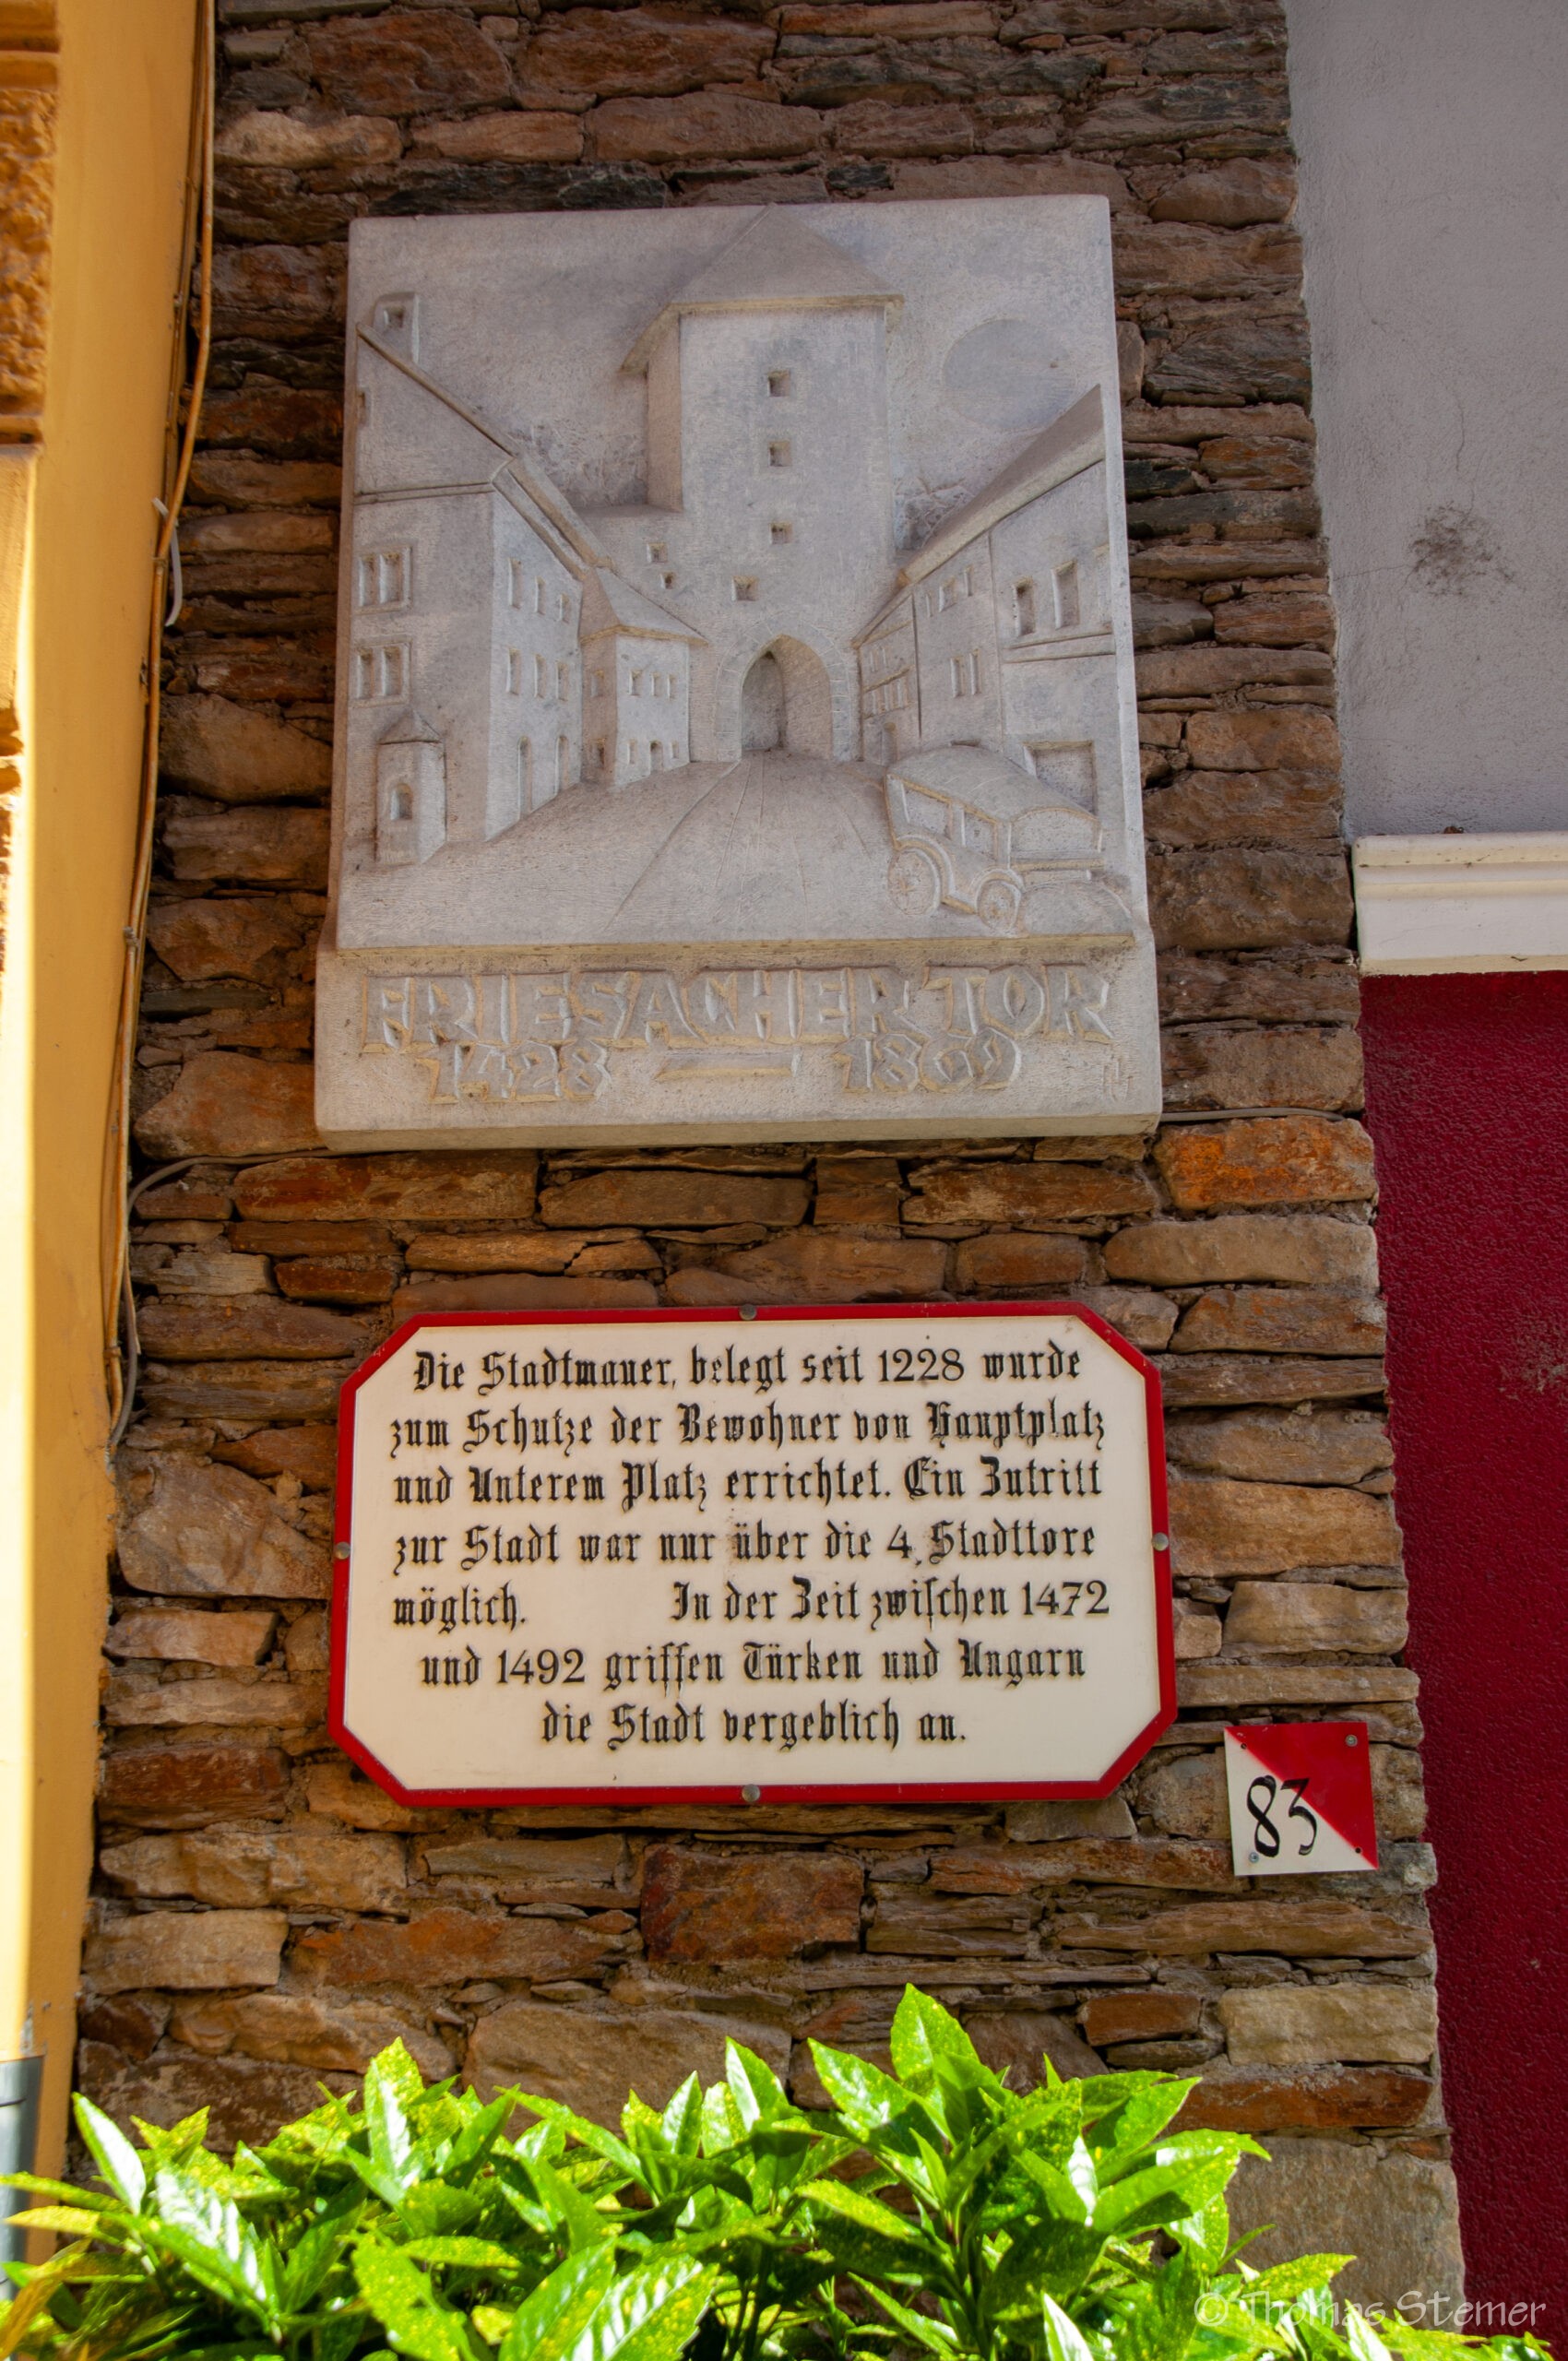 FRIESACHER TOR
1428 — 1869
Die Stadtmauer, belegt seit 1228 wurde
zum Schutze der Bewohner von Hauptplatz
und Unterem Platz errichtet. Ein Zutritt
zur Stadt war nur über die 4 Stadttore
möglich. In der Zeit zwiſchen 1472
und 1492 griffen Türken und Ungarn
die Stadt vergeblich an.
83
© Thomas Stemer